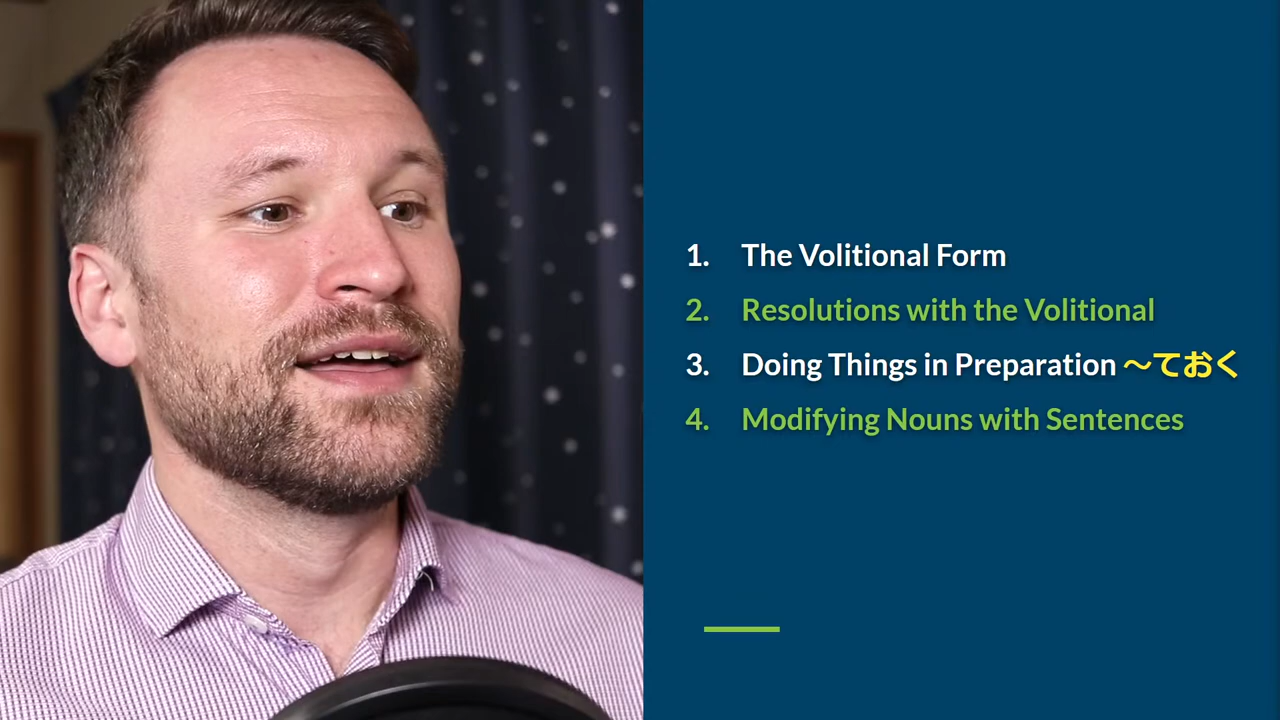 1. The Volitional Form
2. Resolutions with the Volitional
3. Doing Things in Preparation ～ておく
4. Modifying Nouns with Sentences